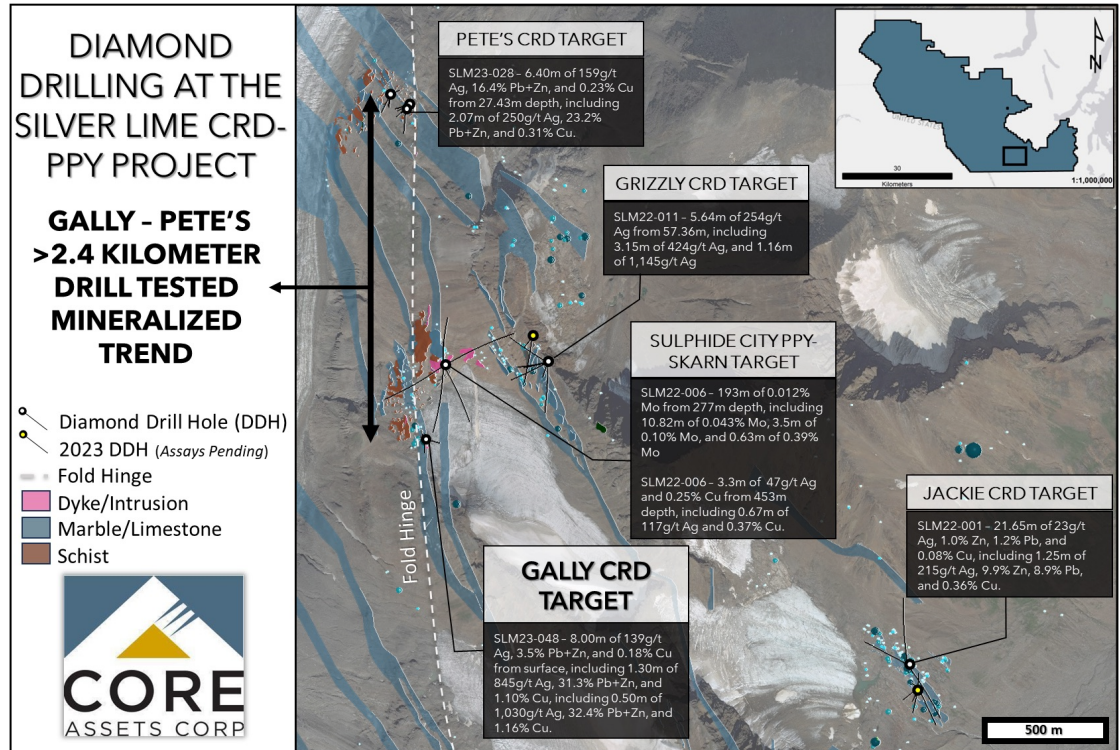 DIAMOND
DRILLING AT THE
SILVER LIME CRD-
PPY PROJECT
GALLY – PETE'S
>2.4 KILOMETER
DRILL TESTED
MINERALIZED
TREND
Diamond Drill Hole (DDH)
2023 DDH (Assays Pending)
Fold Hinge
Dyke/Intrusion
Marble/Limestone
Schist
CORE
ASSETS CORP
PETE'S CRD TARGET
SLM23-028 – 6.40m of 159g/t
Ag, 16.4% Pb+Zn, and 0.23% Cu
from 27.43m depth, including
2.07m of 250g/t Ag, 23.2%
Pb+Zn, and 0.31% Cu.
GRIZZLY CRD TARGET
SLM22-011 – 5.64m of 254g/t
Ag from 57.36m, including
3.15m of 424g/t Ag, and 1.16m
of 1,145g/t Ag
SULPHIDE CITY PPY-
SKARN TARGET
SLM22-006 – 193m of 0.012%
Mo from 277m depth, including
10.82m of 0.043% Mo, 3.5m of
0.10% Mo, and 0.63m of 0.39%
Mo
SLM22-006 – 3.3m of 47g/t Ag
and 0.25% Cu from 453m
depth, including 0.67m of
117g/t Ag and 0.37% Cu.
JACKIE CRD TARGET
SLM22-001 – 21.65m of 23g/t
Ag, 1.0% Zn, 1.2% Pb, and
0.08% Cu, including 1.25m of
215g/t Ag, 9.9% Zn, 8.9% Pb,
and 0.36% Cu.
Fold Hinge
GALLY CRD
TARGET
SLM23-048 – 8.00m of 139g/t
Ag, 3.5% Pb+Zn, and 0.18% Cu
from surface, including 1.30m of
845g/t Ag, 31.3% Pb+Zn, and
1.10% Cu, including 0.50m of
1,030g/t Ag, 32.4% Pb+Zn, and
1.16% Cu.
N
UNITED STATES
30
Kilometers
1:1,000,000
500 m